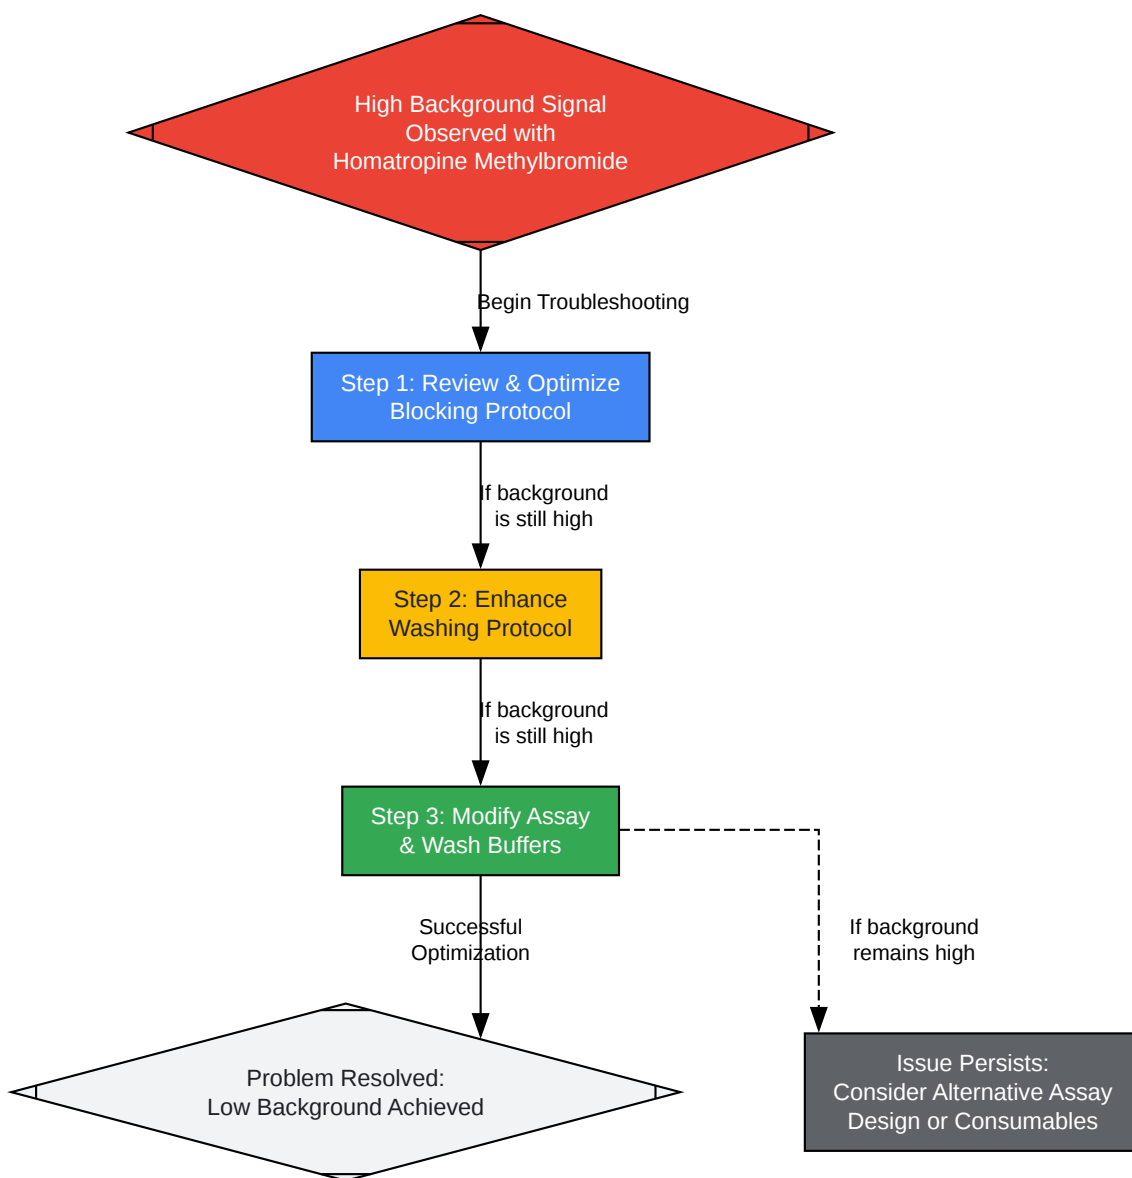 High Background Signal
Observed with
Homatropine Methylbromide
Begin Troubleshooting
Step 1: Review & Optimize
Blocking Protocol
If background
is still high
Step 2: Enhance
Washing Protocol
If background
is still high
Step 3: Modify Assay
& Wash Buffers
Successful
Optimization
If background
remains high
Problem Resolved:
Low Background Achieved
Issue Persists:
Consider Alternative Assay
Design or Consumables